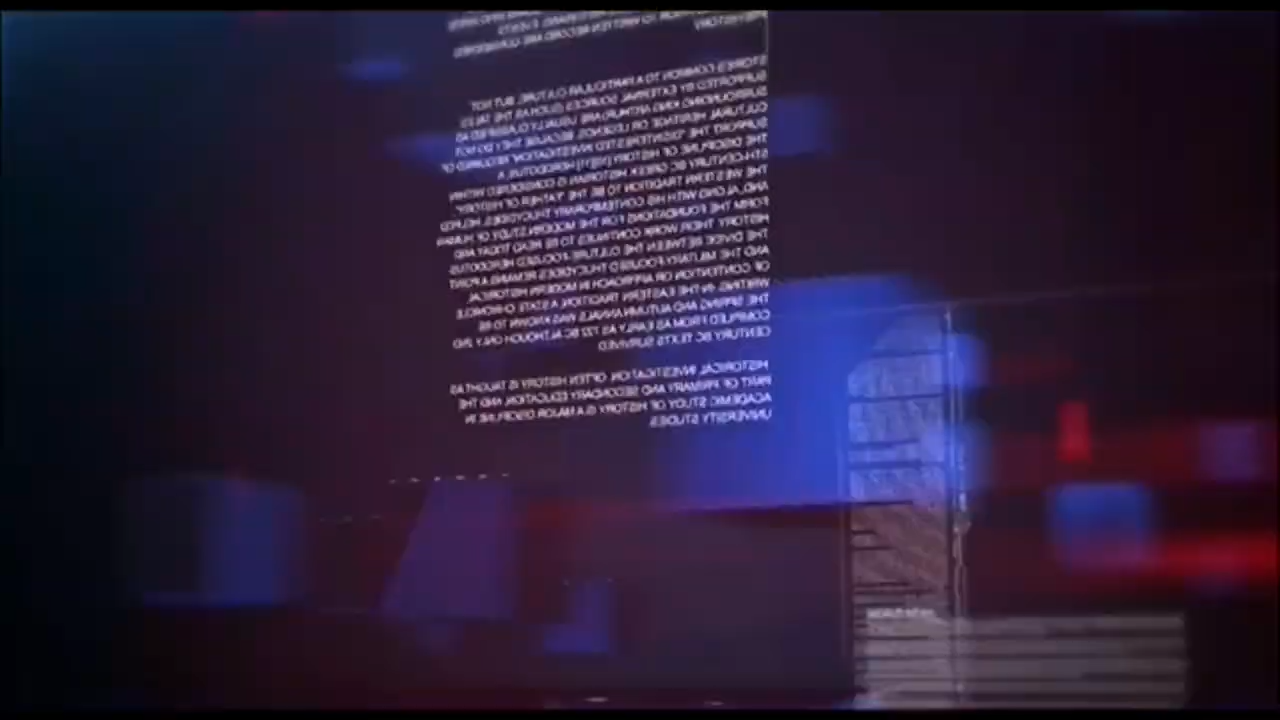 HISTORY
STORIES COMMON TO A PARTICULAR CULTURE, BUT NOT
SUPPORTED BY EXTERNAL SOURCES (SUCH AS THE TALES
SURROUNDING KING ARTHUR) ARE USUALLY CLASSIFIED AS
CULTURAL HERITAGE OR LEGENDS, BECAUSE THEY DO NOT
SUPPORT THE "DISINTERESTED INVESTIGATION" REQUIRED OF
THE DISCIPLINE OF HISTORY.[10][11] HERODOTUS, A
5TH-CENTURY BC GREEK HISTORIAN IS CONSIDERED WITHIN
THE WESTERN TRADITION TO BE THE "FATHER OF HISTORY"
AND, ALONG WITH HIS CONTEMPORARY THUCYDIDES, HELPED
FORM THE FOUNDATIONS FOR THE MODERN STUDY OF HUMAN
HISTORY. THEIR WORK CONTINUES TO BE READ TODAY AND
THE DIVIDE BETWEEN THE CULTURE-FOCUSED HERODOTUS
AND THE MILITARY-FOCUSED THUCYDIDES REMAINS A POINT
OF CONTENTION OR APPROACH IN MODERN HISTORICAL
WRITING. IN THE EASTERN TRADITION, A STATE CHRONICLE
THE SPRING AND AUTUMN ANNALS WAS KNOWN TO BE
COMPILED FROM AS EARLY AS 722 BC ALTHOUGH ONLY 2ND
CENTURY BC TEXTS SURVIVED
HISTORICAL INVESTIGATION. OFTEN HISTORY IS TAUGHT AS
PART OF PRIMARY AND SECONDARY EDUCATION, AND THE
ACADEMIC STUDY OF HISTORY IS A MAJOR DISCIPLINE IN
UNIVERSITY STUDIES